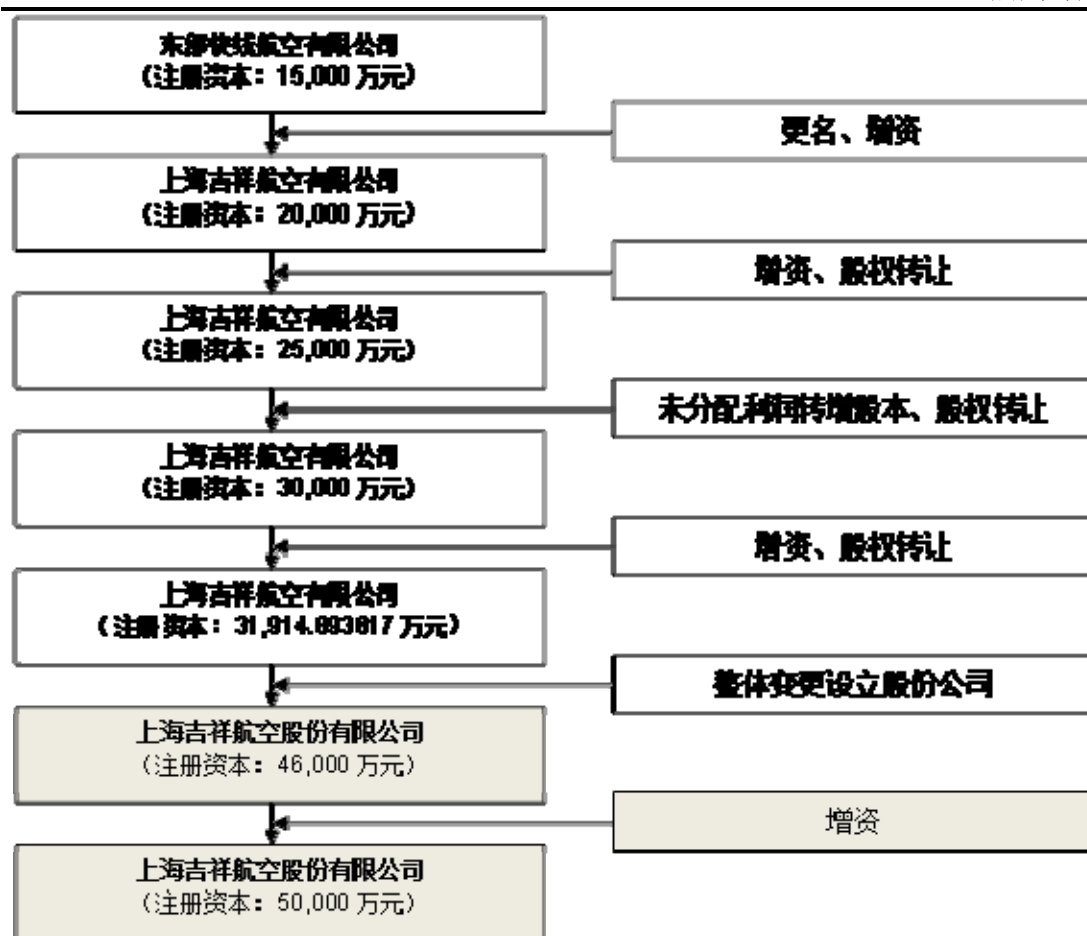 东部快线航空有限公司
(注册资本：15,000 万元)
更名、增资
上海吉祥航空有限公司
(注册资本：20,000 万元)
增资、股权转让
上海吉祥航空有限公司
(注册资本：25,000 万元)
未分配利润转增股本、股权转让
上海吉祥航空有限公司
(注册资本：30,000 万元)
增资、股权转让
上海吉祥航空有限公司
(注册资本：31,914.893617 万元)
整体变更设立股份公司
上海吉祥航空股份有限公司
(注册资本：46,000 万元)
增资
上海吉祥航空股份有限公司
(注册资本：50,000 万元)